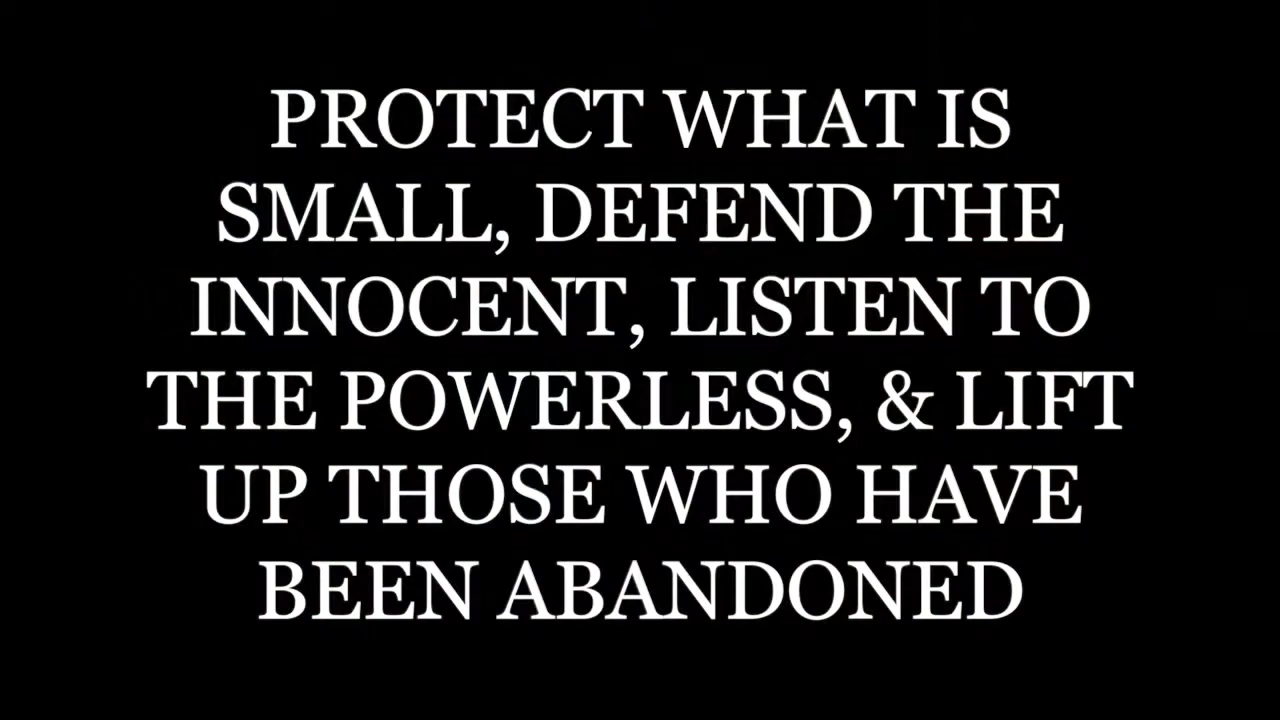 PROTECT WHAT IS
SMALL, DEFEND THE
INNOCENT, LISTEN TO
THE POWERLESS, & LIFT
UP THOSE WHO HAVE
BEEN ABANDONED